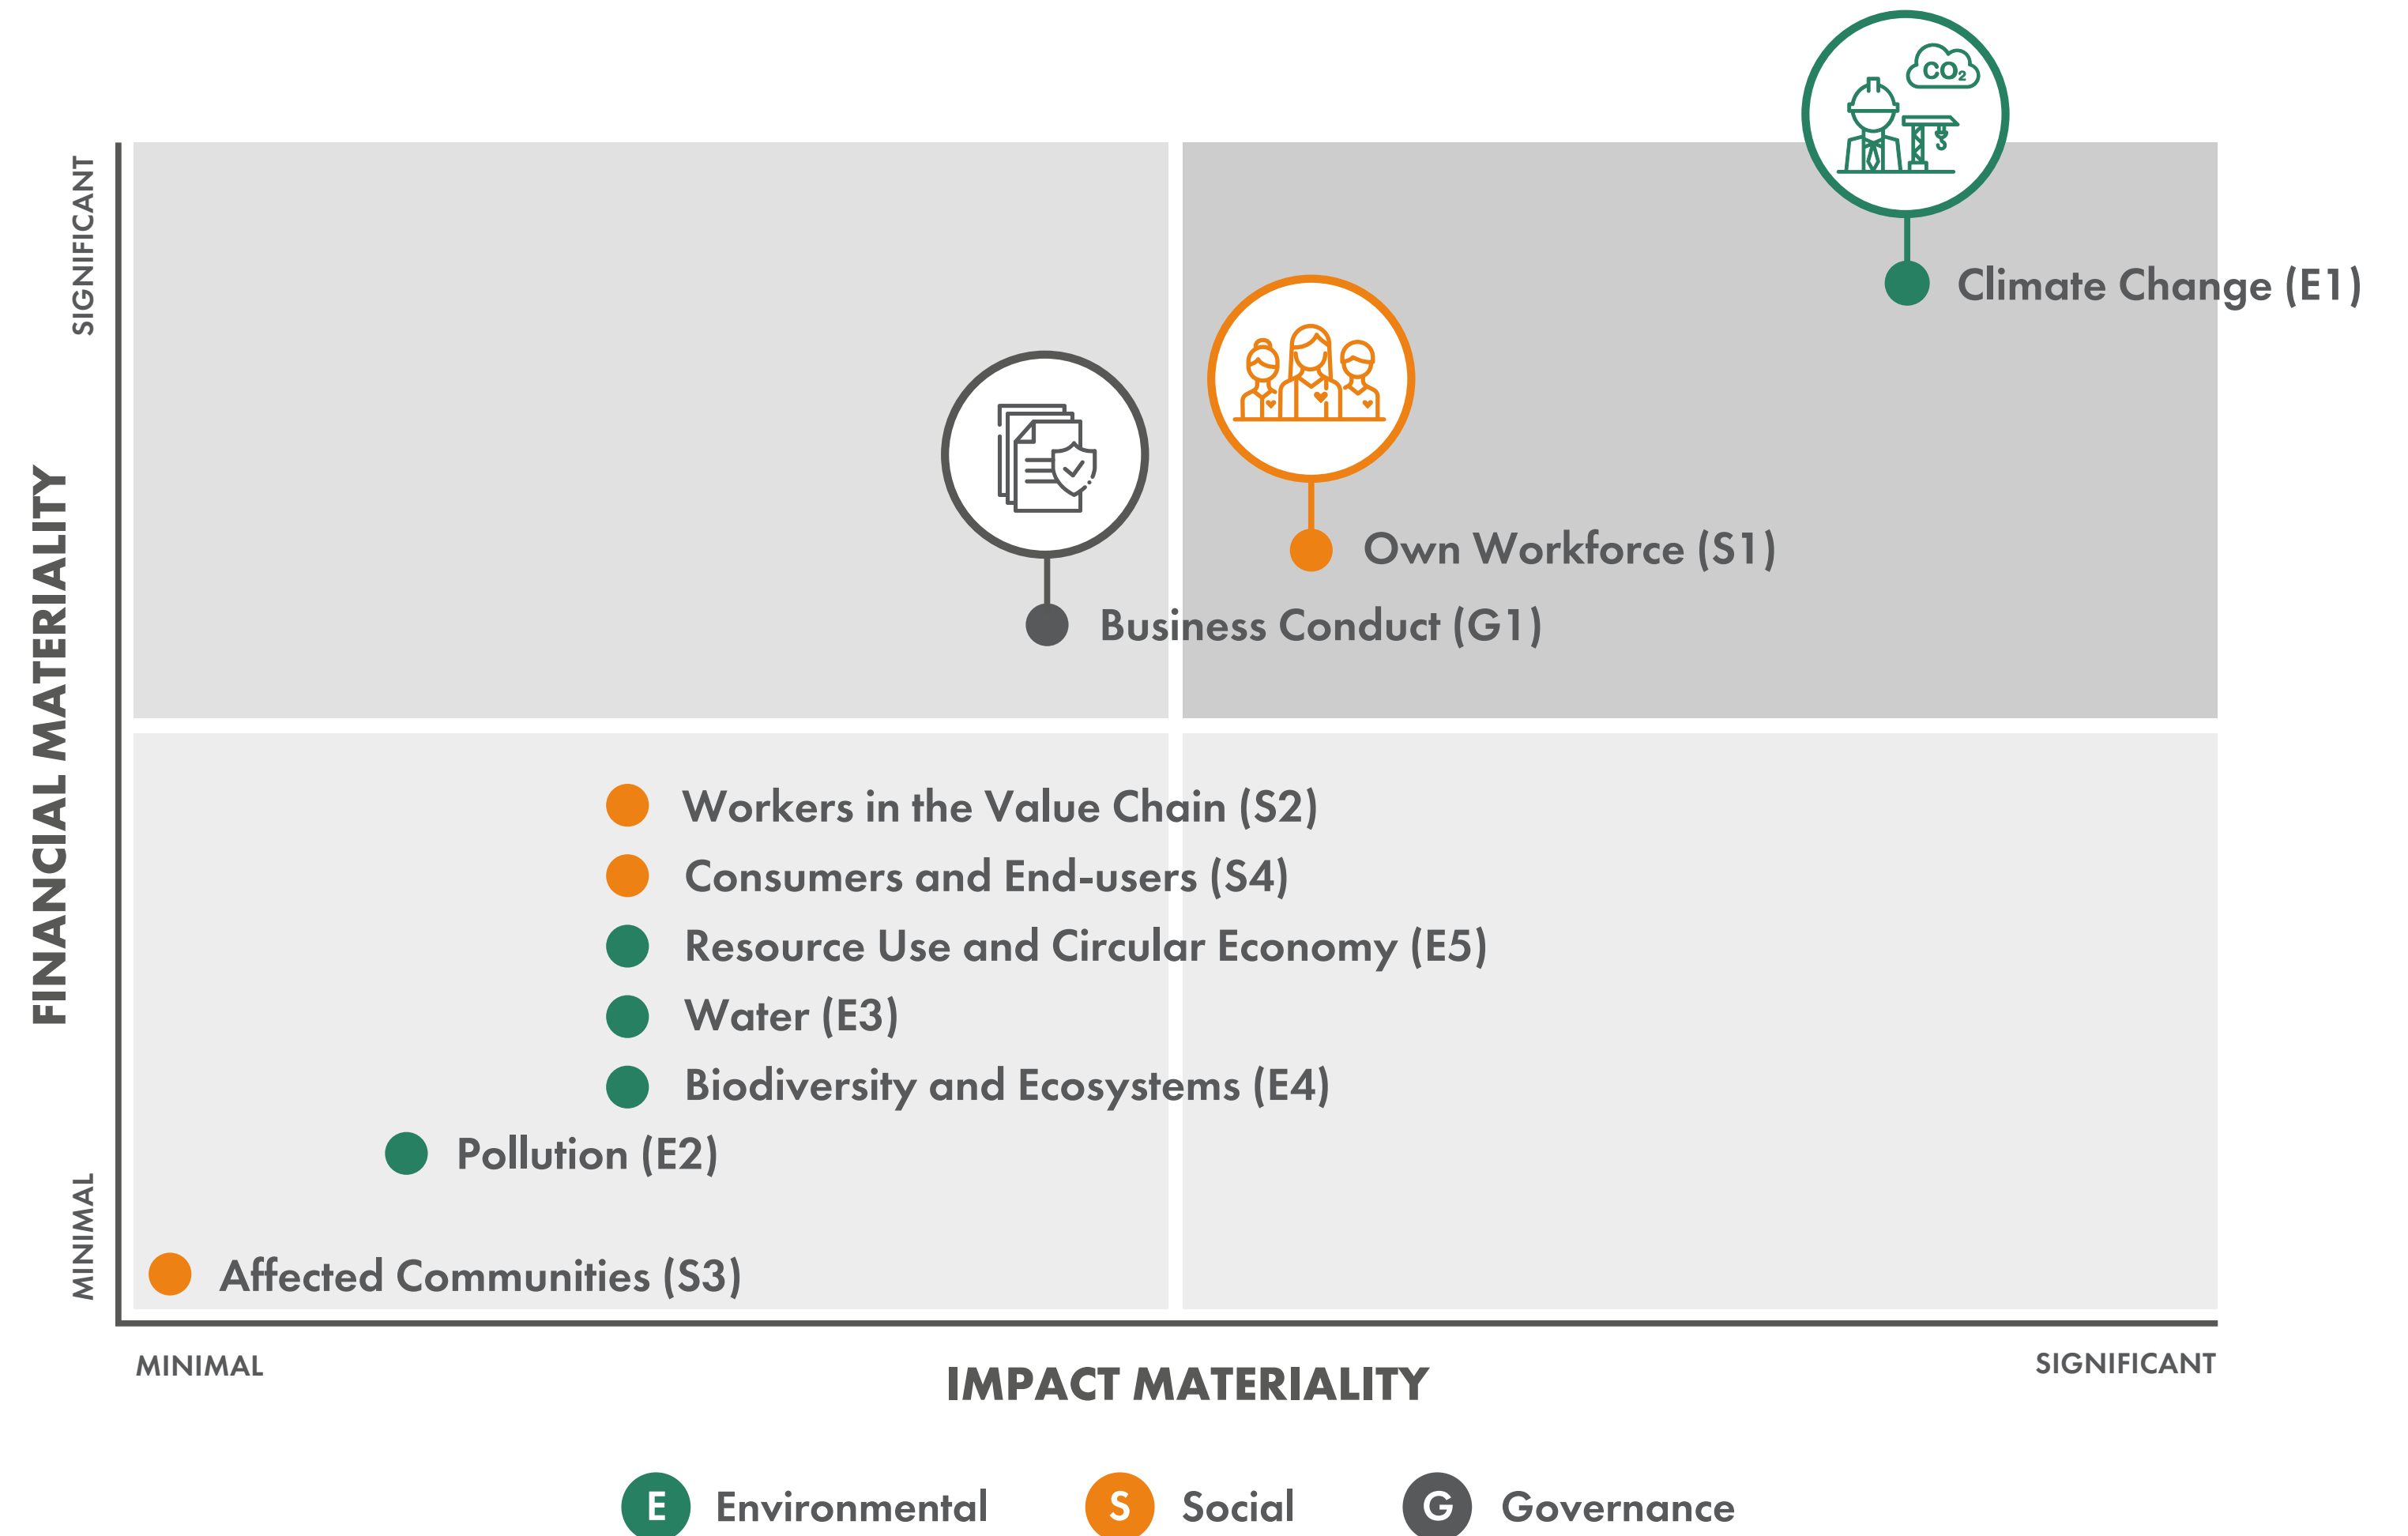 CO₂
SIGNIFICANT
Climate Change (E1)
Own Workforce (S1)
Business Conduct (G1)
FINANCIAL MATERIALITY
Workers in the Value Chain (S2)
Consumers and End-users (S4)
Resource Use and Circular Economy (E5)
Water (E3)
Biodiversity and Ecosystems (E4)
Pollution (E2)
MINIMAL
Affected Communities (S3)
MINIMAL
IMPACT MATERIALITY
SIGNIFICANT
E Environmental
S Social
G Governance